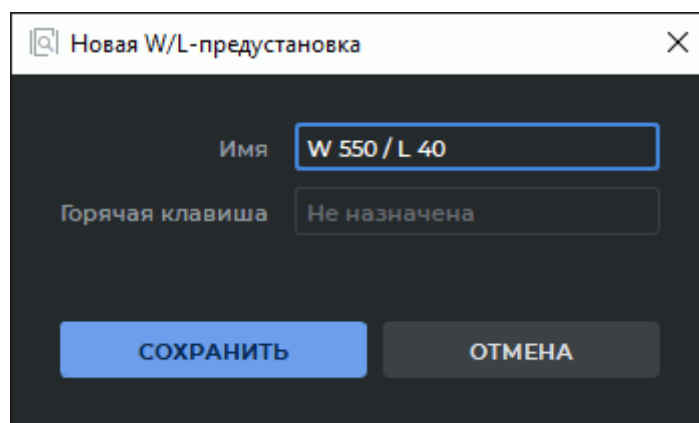 Новая W/L-предустановка
Имя W 550 / L 40
Горячая клавиша Не назначена
СОХРАНИТЬ ОТМЕНА